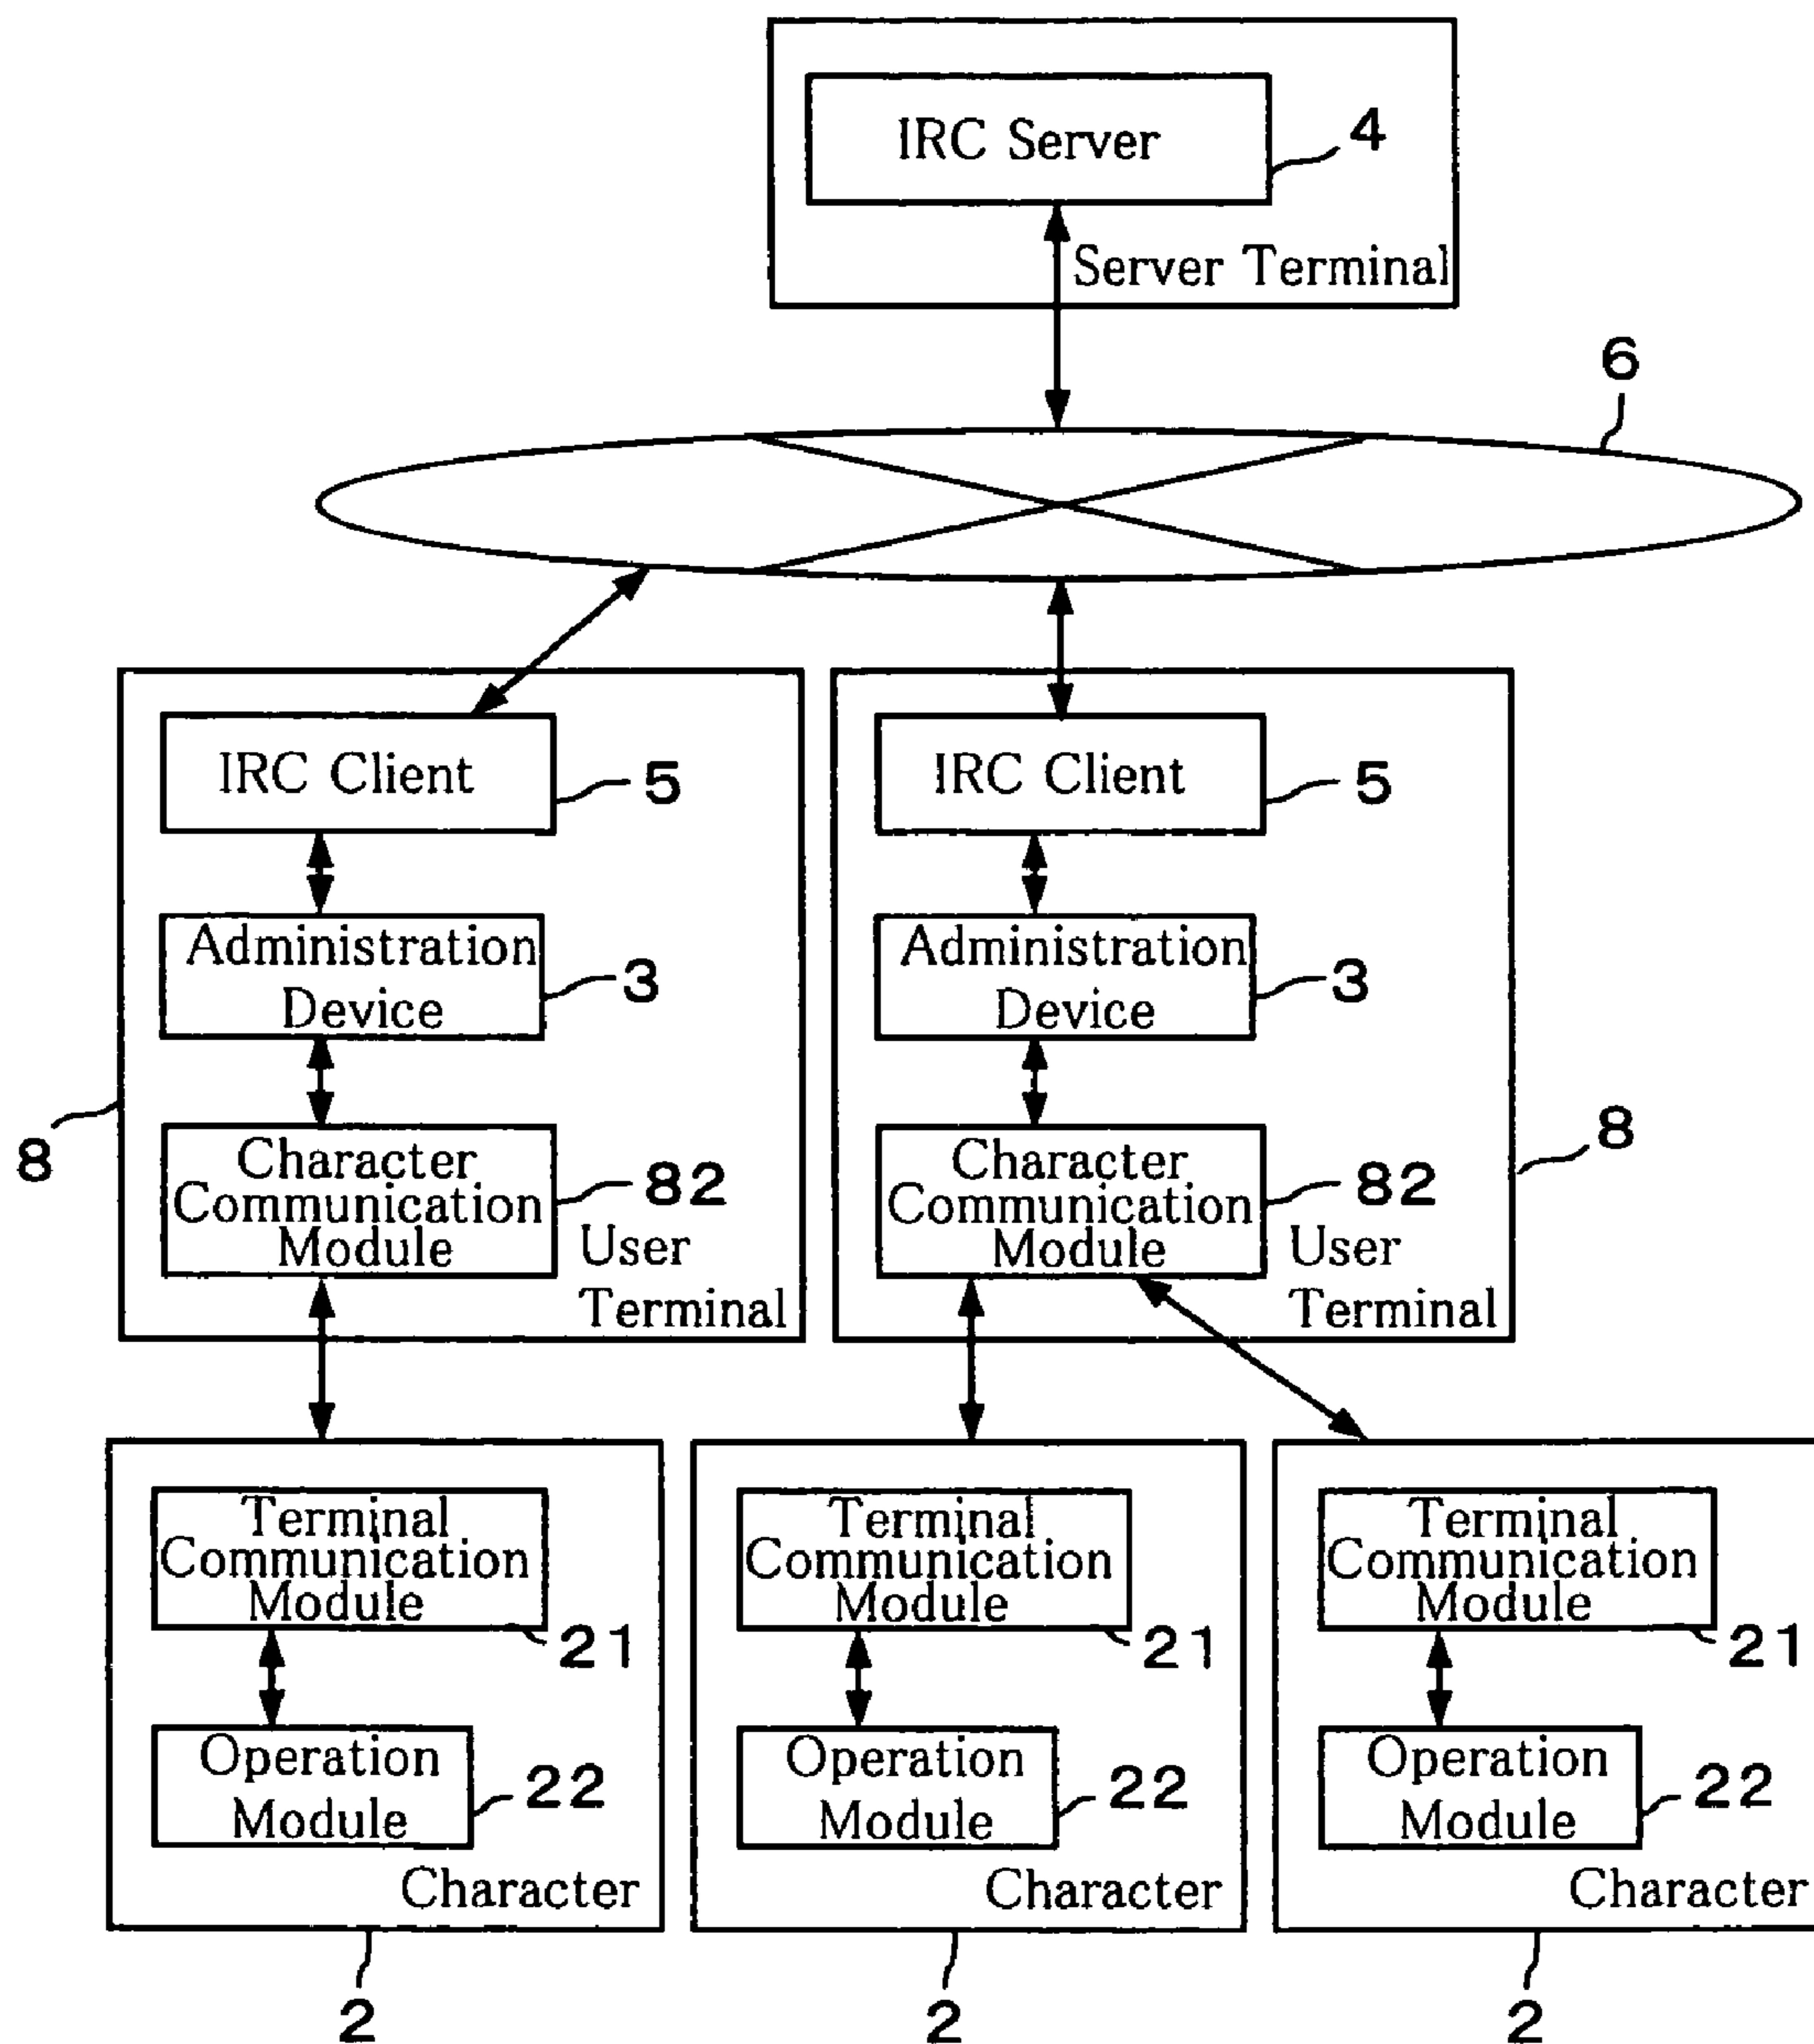 IRC Server
4
Server Terminal
6
IRC Client
5
IRC Client
5
Administration
Device
3
Administration
Device
3
8
Character
Communication
Module
82
User
Terminal
Character
Communication
Module
82
User
Terminal
8
Terminal
Communication
Module
21
Operation
Module
22
Character
2
Terminal
Communication
Module
21
Operation
Module
22
Character
2
Terminal
Communication
Module
21
Operation
Module
22
Character
2